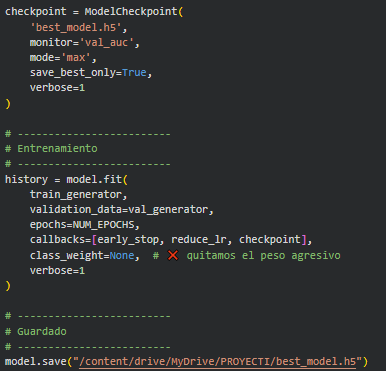 checkpoint = ModelCheckpoint(
    'best_model.h5',
    monitor='val_auc',
    mode='max',
    save_best_only=True,
    verbose=1
)
# -------------------------
# Entrenamiento
# -------------------------
history = model.fit(
    train_generator,
    validation_data=val_generator,
    epochs=NUM_EPOCHS,
    callbacks=[early_stop, reduce_lr, checkpoint],
    class_weight=None,  # ❌ quitamos el peso agresivo
    verbose=1
)
# -------------------------
# Guardado
# -------------------------
model.save("/content/drive/MyDrive/PROYECTI/best_model.h5")